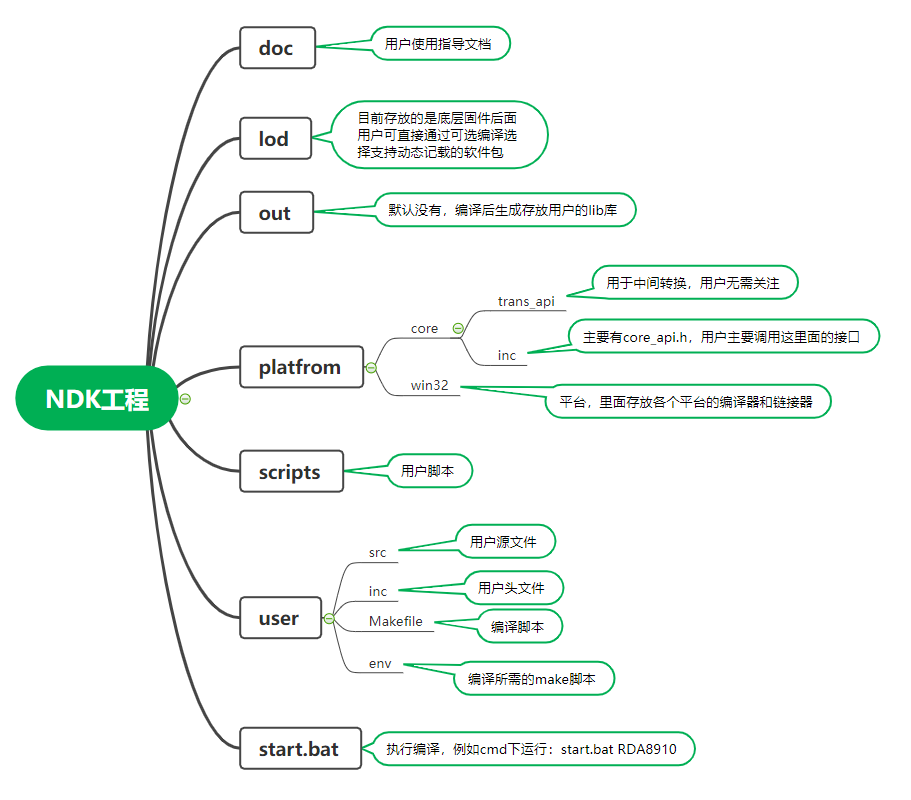 NDK工程
doc
用户使用指导文档
lod
目前存放的是底层固件后面
用户可直接通过可选编译选
择支持动态记载的软件包
out
默认没有，编译后生成存放用户的lib库
platfrom
core
trans_api
用于中间转换，用户无需关注
inc
主要有core_api.h，用户主要调用这里面的接口
win32
平台，里面存放各个平台的编译器和链接器
scripts
用户脚本
user
src
用户源文件
inc
用户头文件
Makefile
编译脚本
env
编译所需的make脚本
start.bat
执行编译，例如cmd下运行：start.bat RDA8910